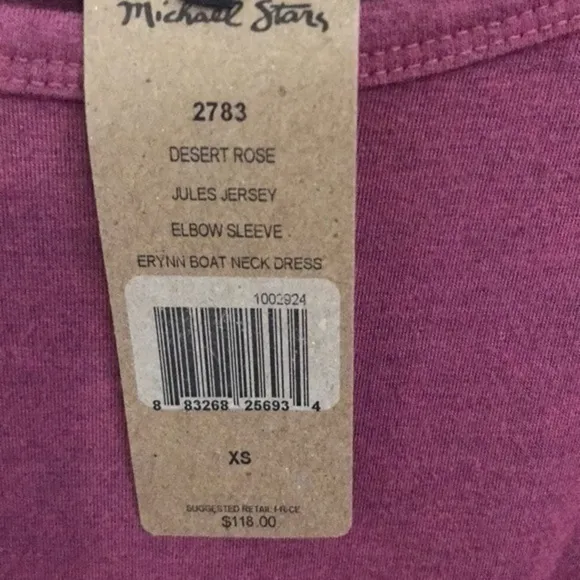 Michael Stars
2783
DESERT ROSE
JULES JERSEY
ELBOW SLEEVE
ERYNN BOAT NECK DRESS
1002924
8 83268 25693 4
XS
SUGGESTED RETAIL PRICE
$118.00